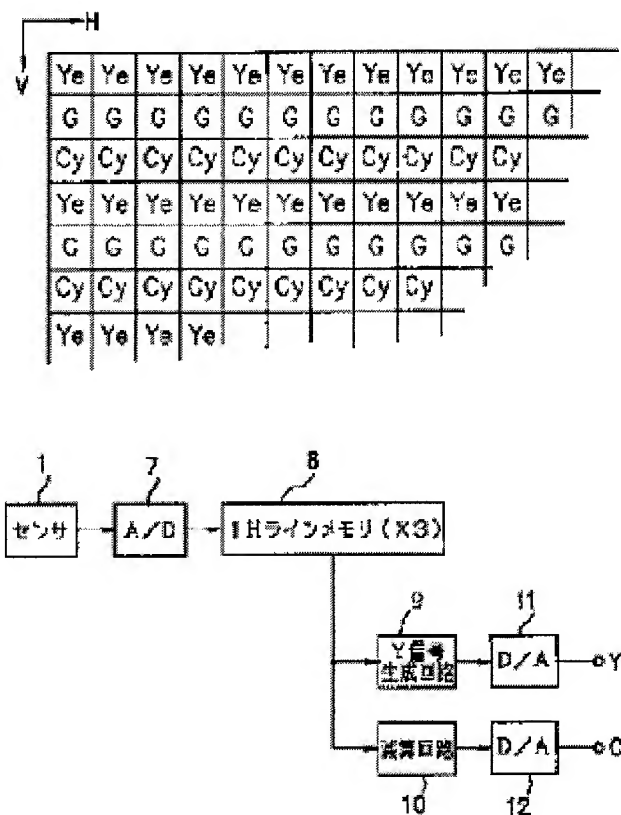 H
V
Ye Ye Ye Ye Ye Ye Ye Ye Ye Ye Ye Ye
G G G G G G G G G G G G
Cy Cy Cy Cy Cy Cy Cy Cy Cy Cy Cy
Ye Ye Ye Ye Ye Ye Ye Ye Ye Ye Ye
G G G G G G G G G G G
Cy Cy Cy Cy Cy Cy Cy Cy Cy
Ye Ye Ye Ye
1 7 8
センサ A/D 1Hラインメモリ(X3)
9 11
Y信号
生成回路 D/A Y
減算回路 D/A C
10 12